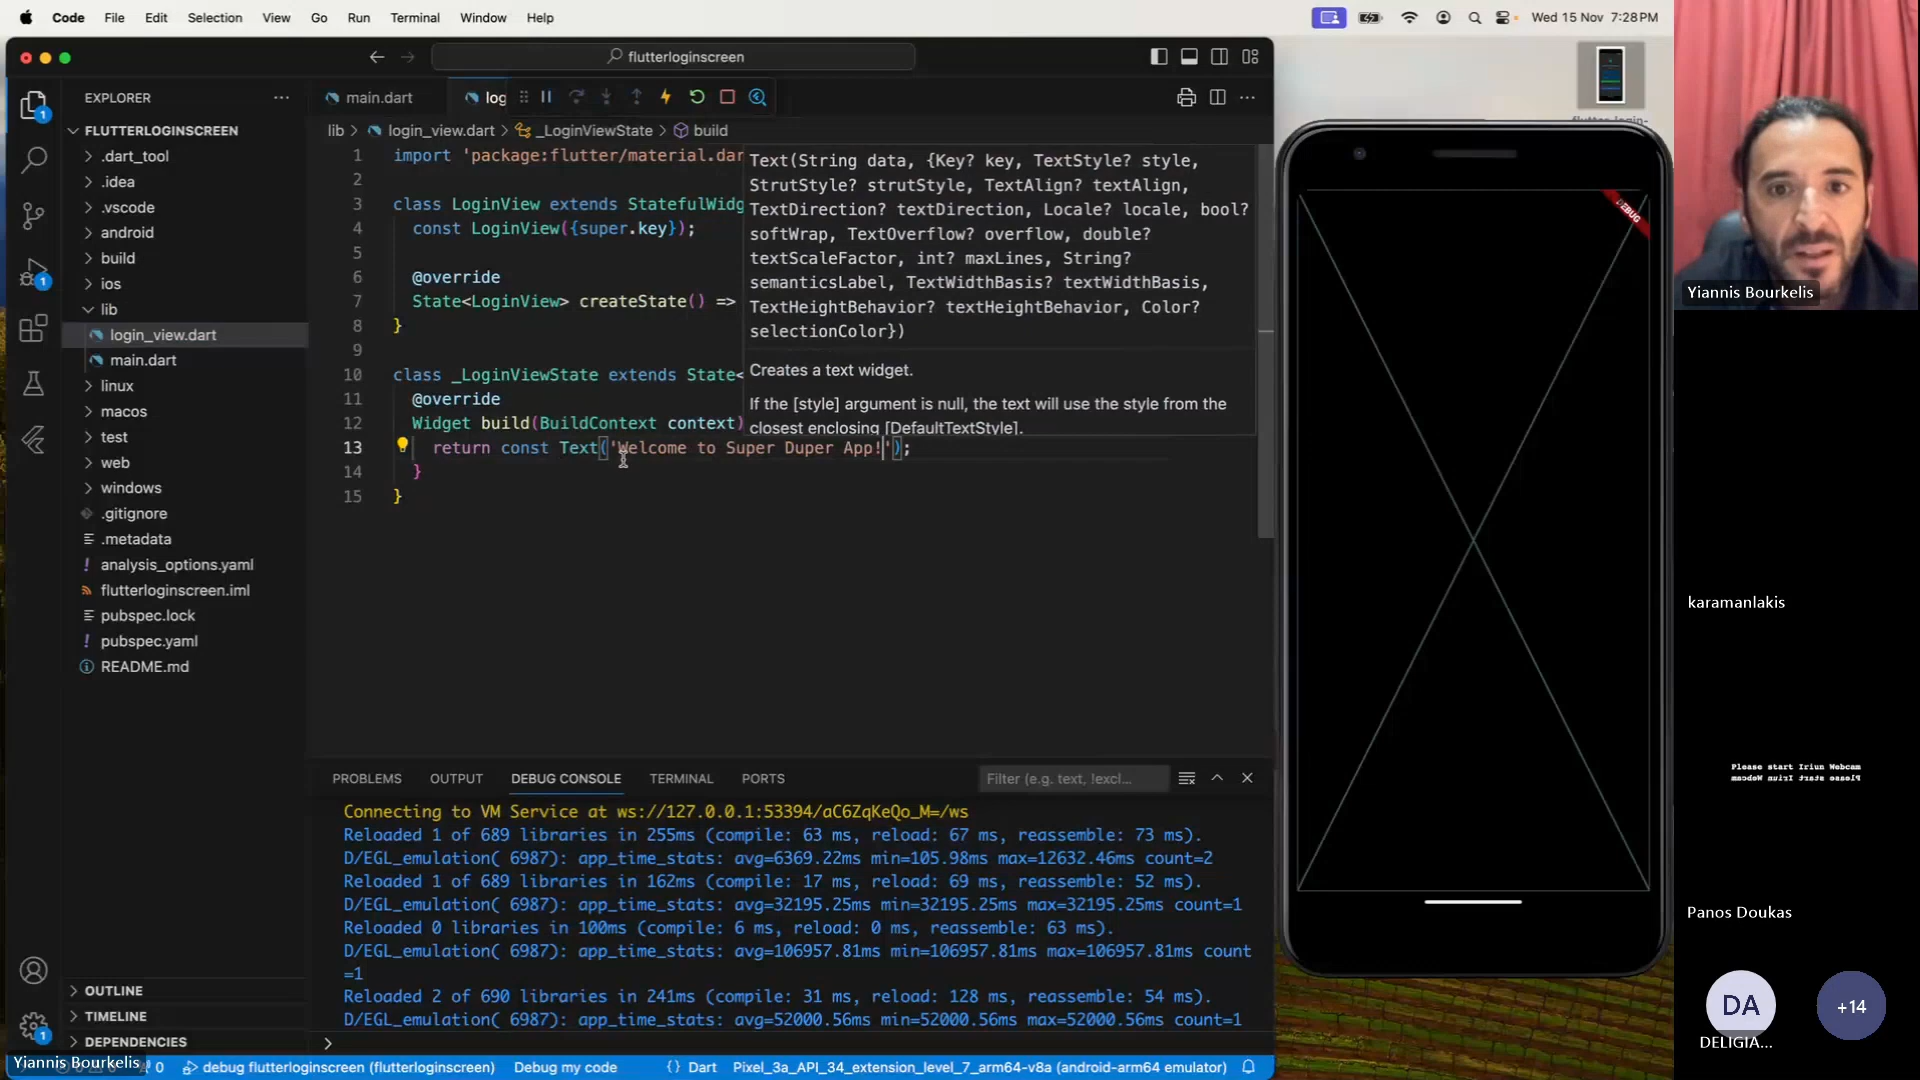 Code File Edit Selection View Go Run Terminal Window Help
Wed 15 Nov 7:28 PM
flutterloginscreen
EXPLORER
main.dart
log
FLUTTERLOGINSCREEN
.dart_tool
.idea
.vscode
android
build
ios
lib
login_view.dart
main.dart
linux
macos
test
web
windows
.gitignore
.metadata
analysis_options.yaml
flutterloginscreen.iml
pubspec.lock
pubspec.yaml
README.md
OUTLINE
TIMELINE
DEPENDENCIES
lib > login_view.dart > _LoginViewState > build
1 import 'package:flutter/material.dar
2
3 class LoginView extends StatefulWidg
4 const LoginView({super.key});
5
6 @override
7 State<LoginView> createState() =>
8 }
9
10 class _LoginViewState extends State<
11 @override
12 Widget build(BuildContext context)
13 return const Text('Welcome to Super Duper App!');
14 }
15 }
Text(String data, {Key? key, TextStyle? style,
StrutStyle? strutStyle, TextAlign? textAlign,
TextDirection? textDirection, Locale? locale, bool?
softWrap, TextOverflow? overflow, double?
textScaleFactor, int? maxLines, String?
semanticsLabel, TextWidthBasis? textWidthBasis,
TextHeightBehavior? textHeightBehavior, Color?
selectionColor})
Creates a text widget.
If the [style] argument is null, the text will use the style from the
closest enclosing [DefaultTextStyle].
PROBLEMS OUTPUT DEBUG CONSOLE TERMINAL PORTS
Filter (e.g. text, !excl...
Connecting to VM Service at ws://127.0.0.1:53394/aC6ZqKeQo_M=/ws
Reloaded 1 of 689 libraries in 255ms (compile: 63 ms, reload: 67 ms, reassemble: 73 ms).
D/EGL_emulation( 6987): app_time_stats: avg=6369.22ms min=105.98ms max=12632.46ms count=2
Reloaded 1 of 689 libraries in 162ms (compile: 17 ms, reload: 69 ms, reassemble: 52 ms).
D/EGL_emulation( 6987): app_time_stats: avg=32195.25ms min=32195.25ms max=32195.25ms count=1
Reloaded 0 libraries in 100ms (compile: 6 ms, reload: 0 ms, reassemble: 63 ms).
D/EGL_emulation( 6987): app_time_stats: avg=106957.81ms min=106957.81ms max=106957.81ms count
=1
Reloaded 2 of 690 libraries in 241ms (compile: 31 ms, reload: 128 ms, reassemble: 54 ms).
D/EGL_emulation( 6987): app_time_stats: avg=52000.56ms min=52000.56ms max=52000.56ms count=1
Yiannis Bourkelis
0
debug flutterloginscreen (flutterloginscreen)
Debug my code
{} Dart
Pixel_3a_API_34_extension_level_7_arm64-v8a (android-arm64 emulator)
DEBUG
Yiannis Bourkelis
karamanlakis
Please start Iriun Webcam
Please start Iriun Webcam
Panos Doukas
DA
DELIGIA...
+14